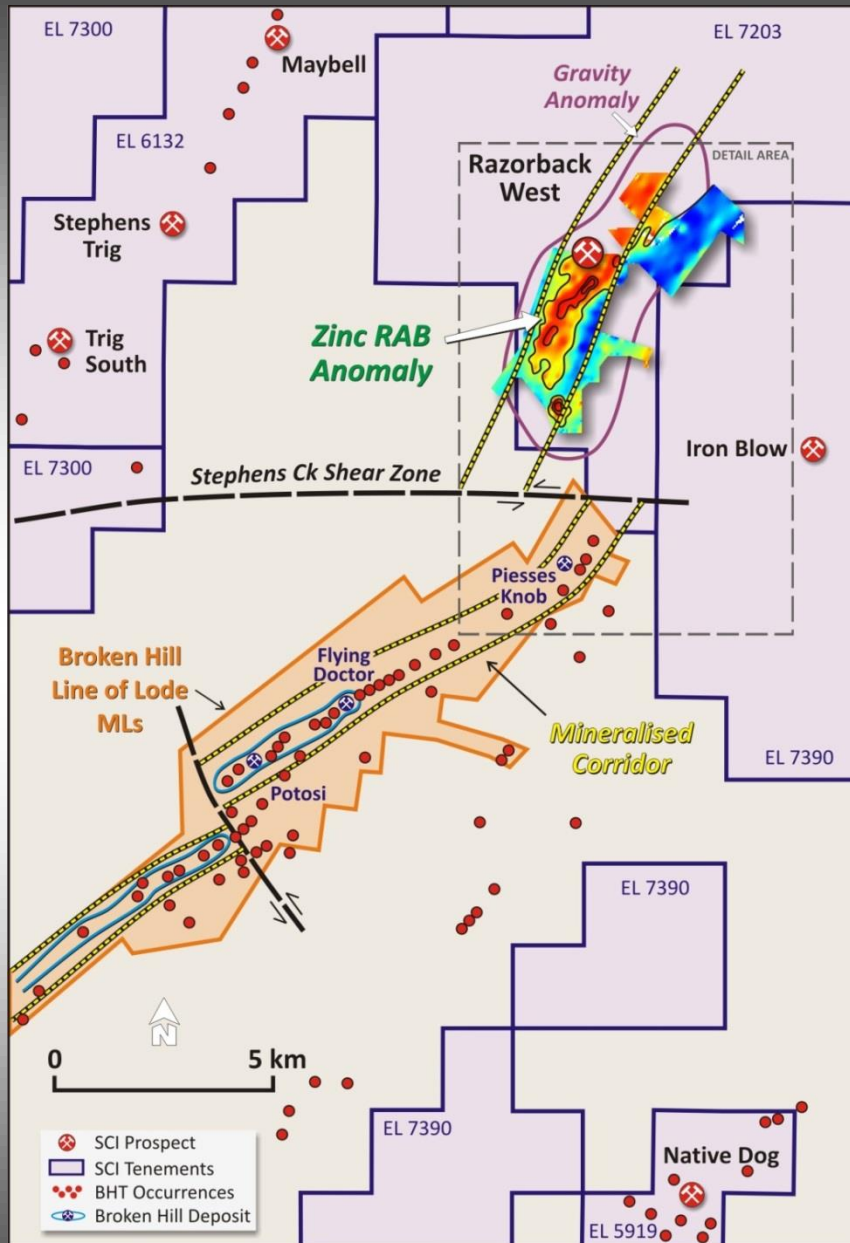 EL 7300
EL 7203
Maybell
Gravity
Anomaly
EL 6132
DETAIL AREA
Razorback
West
Stephens
Trig
Zinc RAB
Anomaly
Trig
South
Iron Blow
EL 7300
Stephens Ck Shear Zone
Piesses
Knob
Broken Hill
Line of Lode
MLs
Flying
Doctor
Mineralised
Corridor
EL 7390
Potosi
EL 7390
N
0 5 km
EL 7390
SCI Prospect
SCI Tenements
BHT Occurrences
Broken Hill Deposit
Native Dog
EL 5919